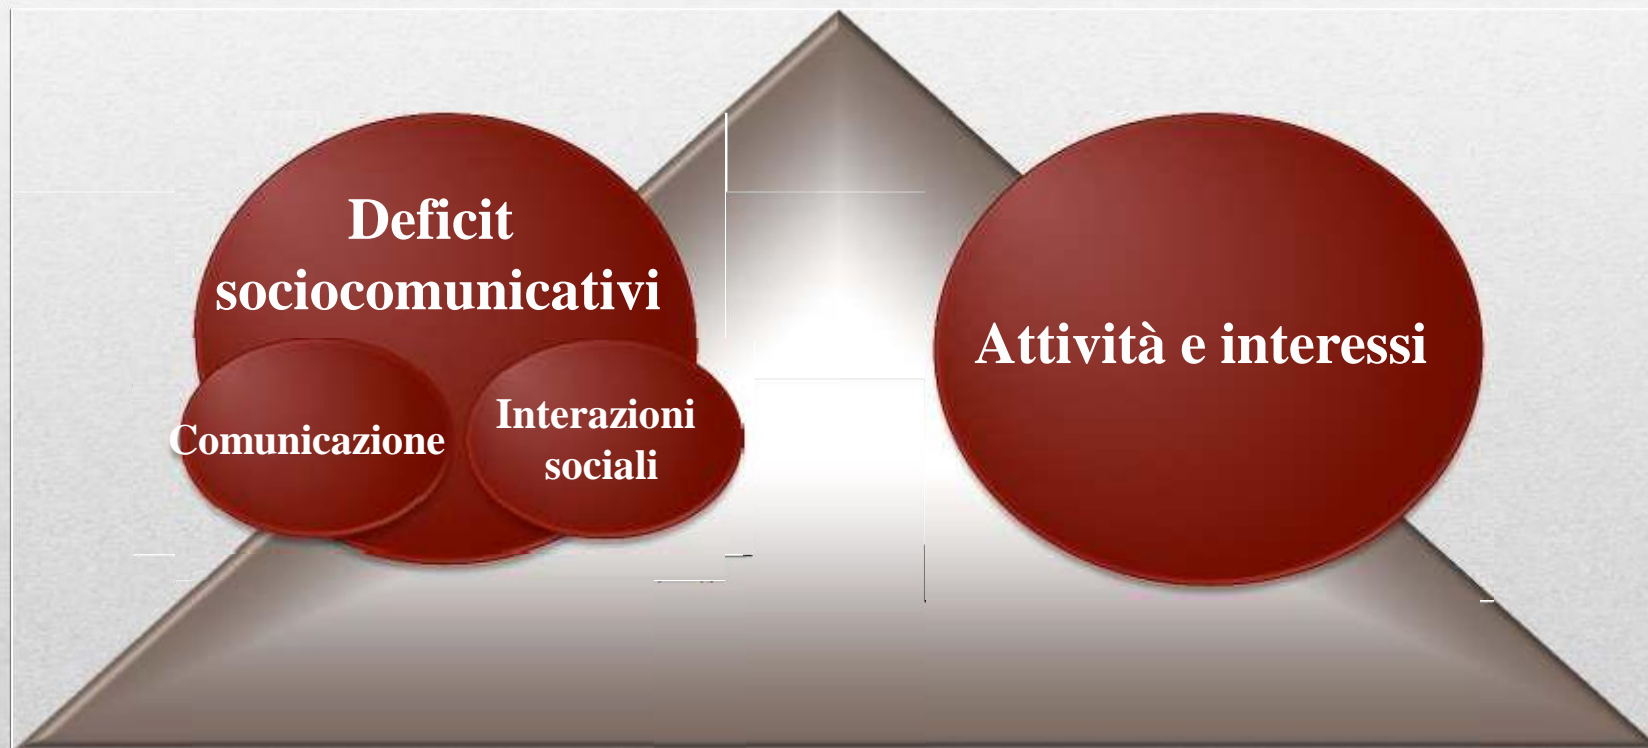 Deficit
sociocomunicativi
Comunicazione
Interazioni
sociali
Attività e interessi